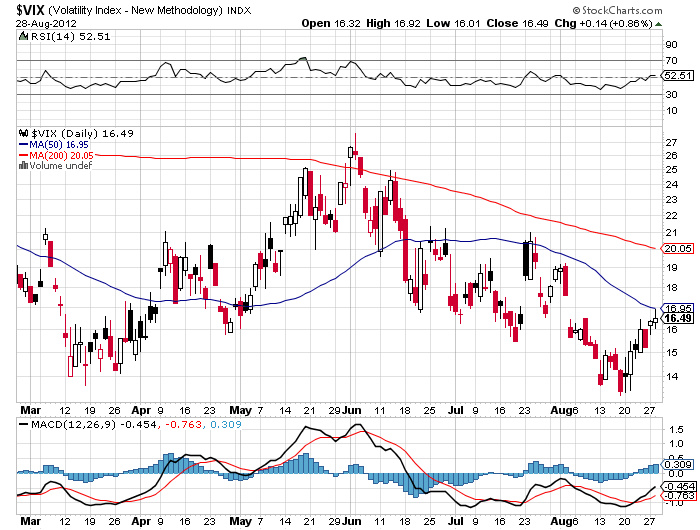 $VIX (Volatility Index - New Methodology) INDX © StockCharts.com
28-Aug-2012 Open 16.32 High 16.92 Low 16.01 Close 16.49 Chg +0.14 (+0.86%)
RSI(14) 52.51
90
70
52.51
30
10
$VIX (Daily) 16.49
MA(50) 16.95
MA(200) 20.05
Volume undef
27
26
25
24
23
22
21
20.05
19
18
16.95
16.49
16
15
14
Mar 12 19 26 Apr 9 16 23 May 7 14 21 Jun 11 18 25 Jul 9 16 23 Aug 6 13 20 27
MACD(12,26,9) -0.454, -0.763, 0.309
1.5
1.0
0.5
0.309
0.0
-0.454
-0.763
-1.0
Mar 12 19 26 Apr 9 16 23 May 7 14 21 Jun 11 18 25 Jul 9 16 23 Aug 6 13 20 27